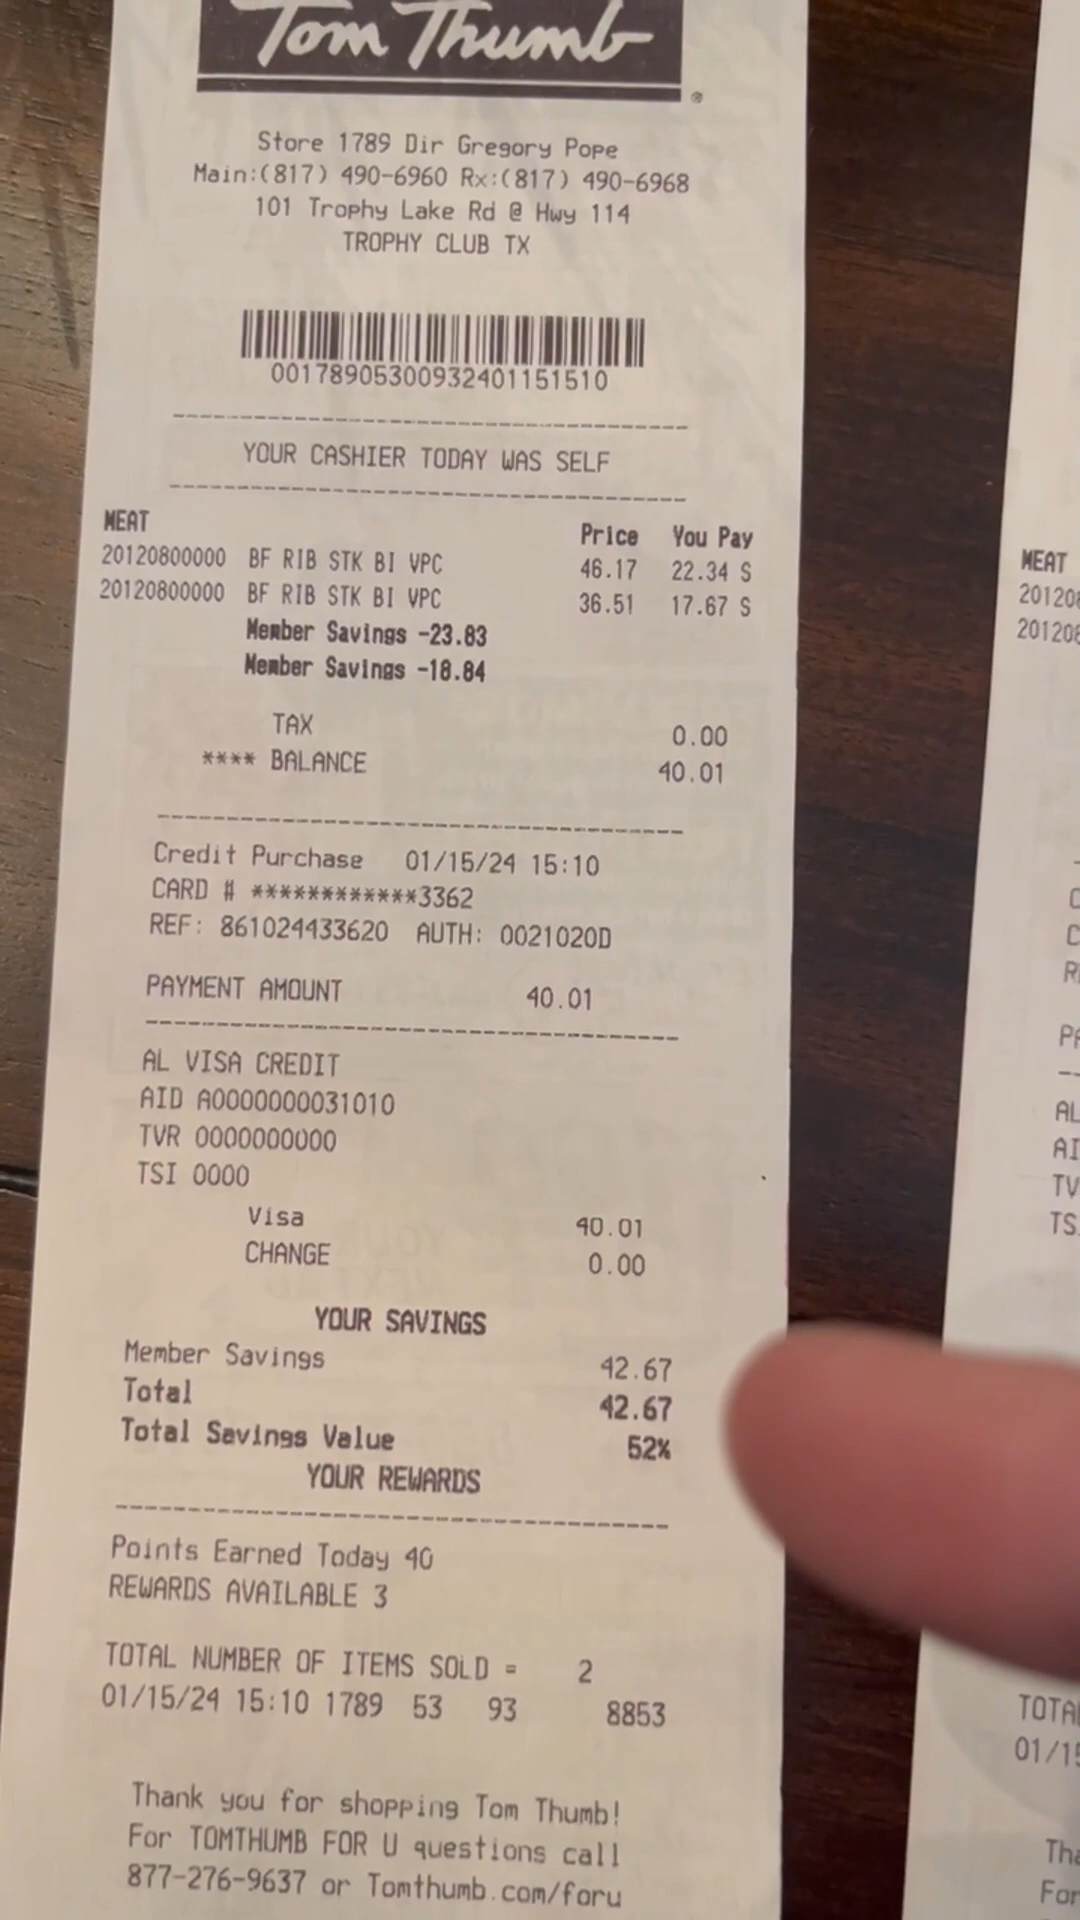 Tom Thumb ®
Store 1789 Dir Gregory Pope
Main:(817) 490-6960 Rx:(817) 490-6968
101 Trophy Lake Rd @ Hwy 114
TROPHY CLUB TX
00178905300932401151510
YOUR CASHIER TODAY WAS SELF
MEAT Price You Pay
20120800000 BF RIB STK BI VPC 46.17 22.34 S
20120800000 BF RIB STK BI VPC 36.51 17.67 S
Member Savings -23.83
Member Savings -18.84
TAX 0.00
**** BALANCE 40.01
Credit Purchase 01/15/24 15:10
CARD # ************3362
REF: 861024433620 AUTH: 0021020D
PAYMENT AMOUNT 40.01
AL VISA CREDIT
AID A0000000031010
TVR 0000000000
TSI 0000
Visa 40.01
CHANGE 0.00
YOUR SAVINGS
Member Savings 42.67
Total 42.67
Total Savings Value 52%
YOUR REWARDS
Points Earned Today 40
REWARDS AVAILABLE 3
TOTAL NUMBER OF ITEMS SOLD = 2
01/15/24 15:10 1789 53 93 8853
Thank you for shopping Tom Thumb!
For TOMTHUMB FOR U questions call
877-276-9637 or Tomthumb.com/foru
MEAT